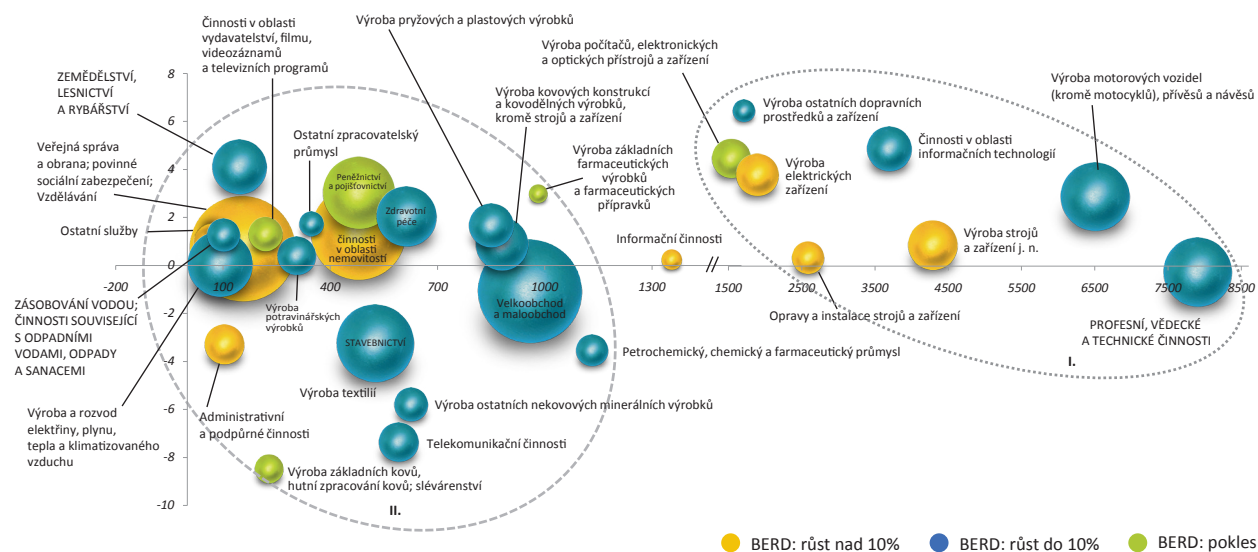 Činnosti v oblasti
vydavatelství, filmu,
videozáznamů
a televizních programů
Výroba pryžových a plastových výrobků
Výroba počítačů, elektronických
a optických přístrojů a zařízení
Výroba motorových vozidel
(kromě motocyklů), přívěsů a návěsů
ZEMĚDĚLSTVÍ,
LESNICTVÍ
A RYBÁŘSTVÍ
Výroba kovových konstrukcí
a kovodělných výrobků,
kromě strojů a zařízení
Výroba ostatních dopravních
prostředků a zařízení
Činnosti v oblasti
informačních technologií
Veřejná správa
a obrana; povinné
sociální zabezpečení;
Vzdělávání
Ostatní zpracovatelský
průmysl
Peněžnictví
a pojišťovnictví
Zdravotní
péče
Výroba základních
farmaceutických
výrobků
a farmaceutických
přípravků
Výroba
elektrických
zařízení
Ostatní služby
činnosti
v oblasti
nemovitostí
Informační činnosti
Výroba strojů
a zařízení j. n.
8
6
4
2
0
-2
-4
-6
-8
-10
-200
100
400
700
1000
1300
1500
2500
3500
4500
5500
6500
7500
8500
ZÁSOBOVÁNÍ VODOU;
ČINNOSTI SOUVISEJÍCÍ
S ODPADNÍMI
VODAMI, ODPADY
A SANACEMI
Výroba
potravinářských
výrobků
Velkoobchod
a maloobchod
Opravy a instalace strojů a zařízení
PROFESNÍ, VĚDECKÉ
A TECHNICKÉ ČINNOSTI
I.
STAVEBNICTVÍ
Petrochemický, chemický a farmaceutický průmysl
Výroba textilií
Výroba ostatních nekovových minerálních výrobků
Výroba a rozvod
elektřiny, plynu,
tepla a klimatizovaného
vzduchu
Administrativní
a podpůrné činnosti
Telekomunikační činnosti
Výroba základních kovů,
hutní zpracování kovů; slévárenství
II.
BERD: růst nad 10%
BERD: růst do 10%
BERD: pokles